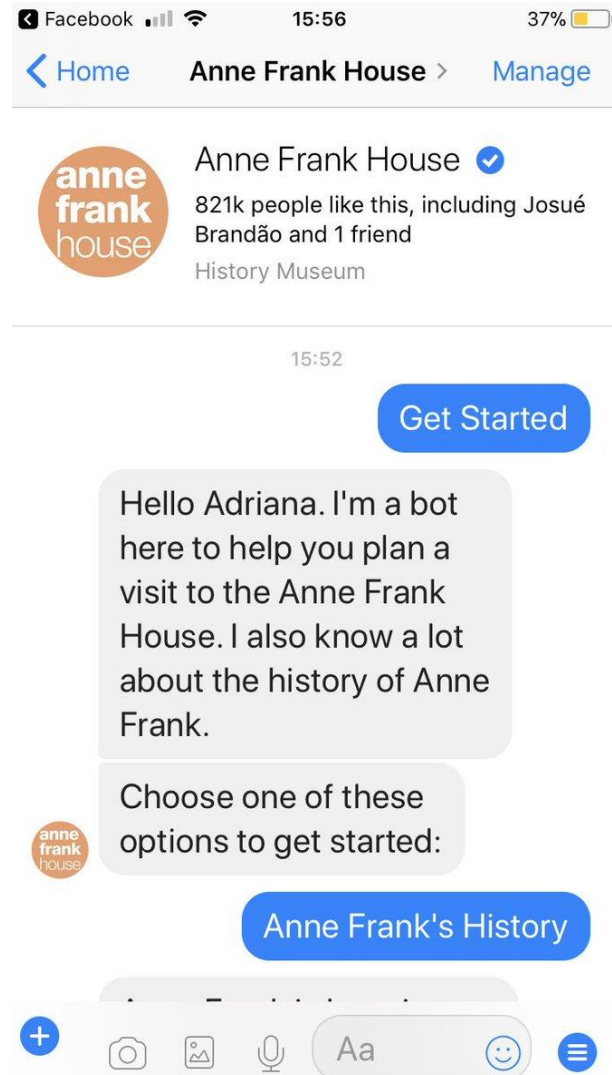 Facebook 15:56 37%
Home Anne Frank House Manage
anne
frank
house
Anne Frank House
821k people like this, including Josué
Brandão and 1 friend
History Museum
15:52
Get Started
Hello Adriana. I'm a bot
here to help you plan a
visit to the Anne Frank
House. I also know a lot
about the history of Anne
Frank.
Choose one of these
options to get started:
anne
frank
house
Anne Frank's History
Aa